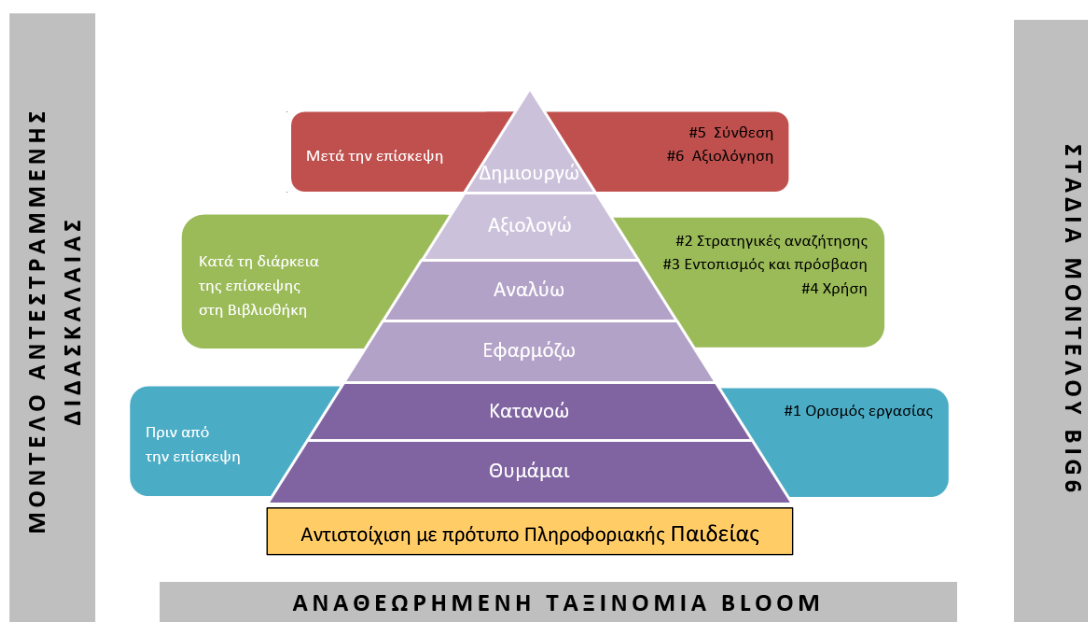 ΜΟΝΤΕΛΟ ΑΝΤΕΣΤΡΑΜΜΕΝΗΣ
ΔΙΔΑΣΚΑΛΑΙΑΣ
Μετά την επίσκεψη
Κατά τη διάρκεια
της επίσκεψης
στη Βιβλιοθήκη
Πριν από
την επίσκεψη
Δημιουργώ
Αξιολογώ
Αναλύω
Εφαρμόζω
Κατανοώ
Θυμάμαι
#5 Σύνθεση
#6 Αξιολόγηση
#2 Στρατηγικές αναζήτησης
#3 Εντοπισμός και πρόσβαση
#4 Χρήση
#1 Ορισμός εργασίας
ΣΤΑΔΙΑ ΜΟΝΤΕΛΟΥ BIG6
Αντιστοίχιση με πρότυπο Πληροφοριακής Παιδείας
ΑΝΑΘΕΩΡΗΜΕΝΗ ΤΑΞΙΝΟΜΙΑ BLOOM